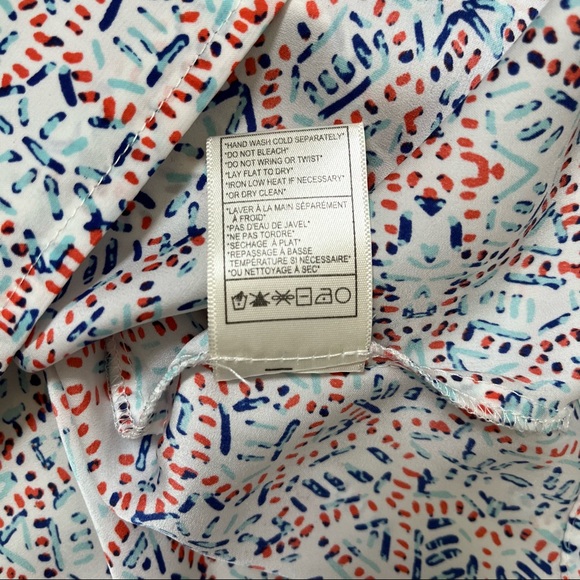 "HAND WASH COLD SEPARATELY"
"DO NOT BLEACH"
"DO NOT WRING OR TWIST"
"LAY FLAT TO DRY"
"IRON LOW HEAT IF NECESSARY"
"OR DRY CLEAN"
"LAVER À LA MAIN SÉPARÉMENT
À FROID"
"PAS D'EAU DE JAVEL"
"NE PAS TORDRE"
"SÉCHAGE À PLAT"
"REPASSAGE À BASSE
TEMPÉRATURE SI NÉCESSAIRE"
"OU NETTOYAGE À SEC"